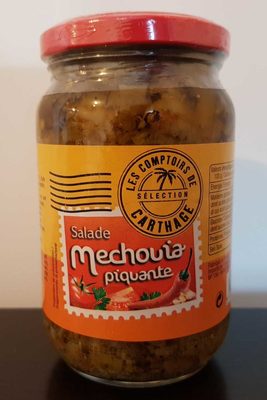 LES COMPTOIRS DE
SÉLECTION
CARTHAGE
Salade
Mechouia
piquante